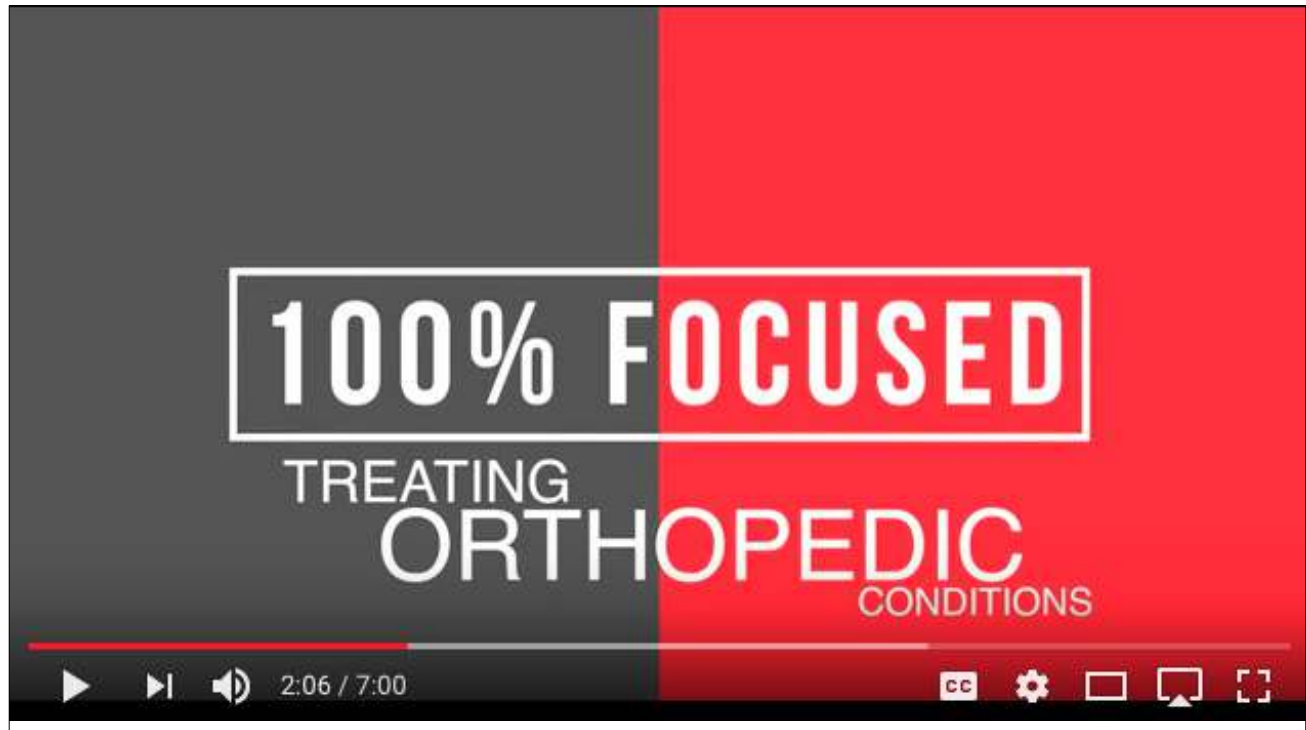 100% FOCUSED
TREATING
ORTHOPEDIC
CONDITIONS
2:06 / 7:00
CC